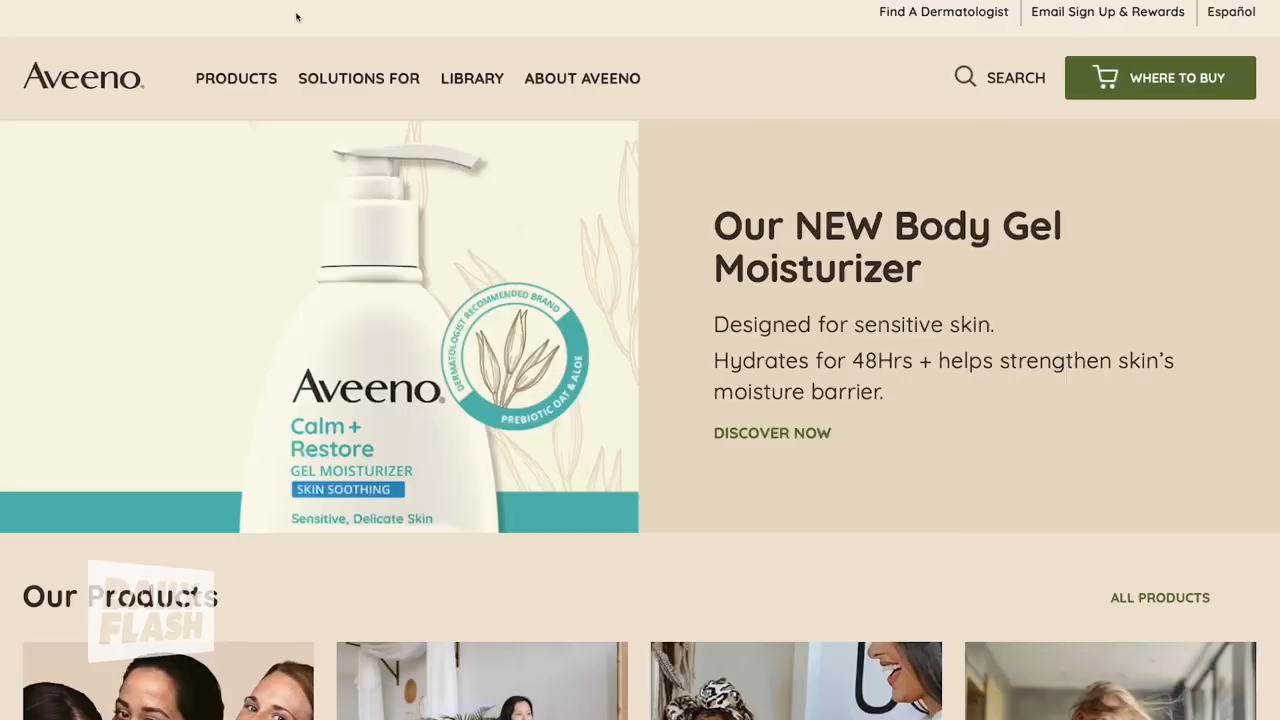 Find A Dermatologist
Email Sign Up & Rewards
Español
Aveeno®
PRODUCTS
SOLUTIONS FOR
LIBRARY
ABOUT AVEENO
SEARCH
WHERE TO BUY
DERMATOLOGIST RECOMMENDED BRAND
PREBIOTIC OAT & ALOE
Aveeno®
Calm +
Restore
GEL MOISTURIZER
SKIN SOOTHING
Sensitive, Delicate Skin
Our NEW Body Gel
Moisturizer
Designed for sensitive skin.
Hydrates for 48Hrs + helps strengthen skin's
moisture barrier.
DISCOVER NOW
Our Products
ALL PRODUCTS
DAILY
FLASH